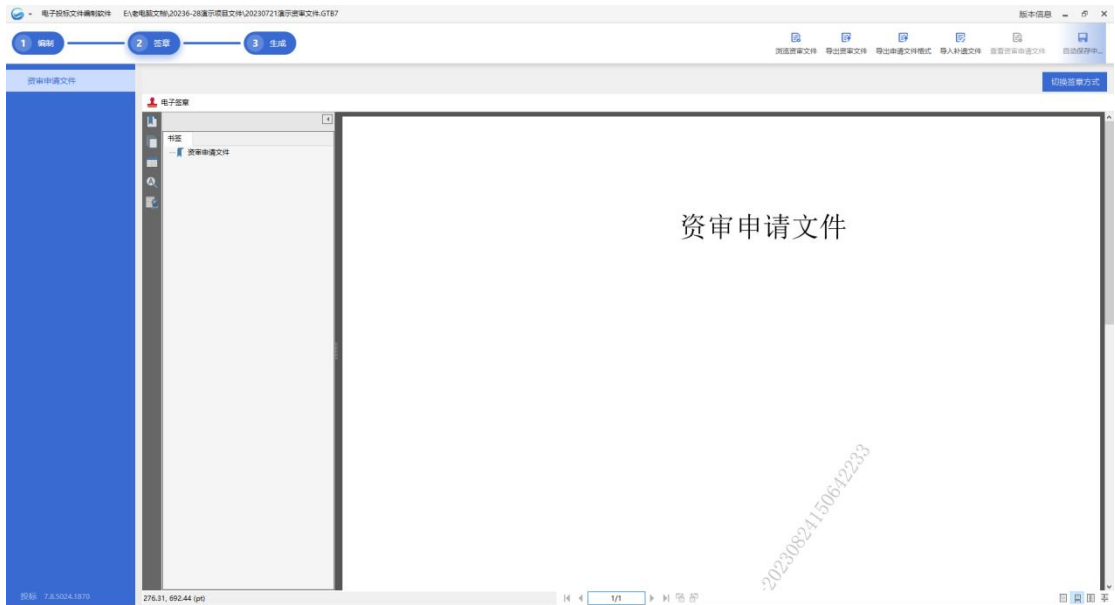 电子投标文件编制软件 E:\老电脑文档\20236-28演示项目文件\20230721演示资审文件.GTB7 版本信息
1 编制 2 签章 3 生成
浏览资审文件 导出资审文件 导出申请文件格式 导入补遗文件 查看资审申请文件 自动保存中...
资审申请文件 切换签章方式
电子签章
书签
资审申请文件
资审申请文件
20230824150642233
投标 7.8.5024.1870
276.31, 692.44 (pt) 1/1